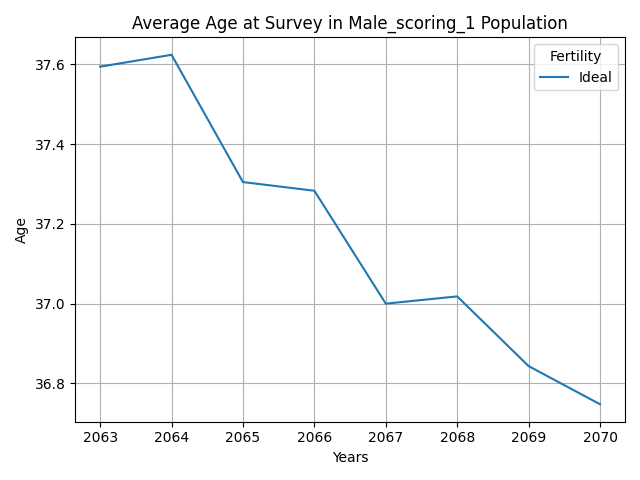 Average Age at Survey in Male_scoring_1 Population
Fertility
Ideal
37.6
37.4
37.2
37.0
36.8
Age
2063 2064 2065 2066 2067 2068 2069 2070
Years